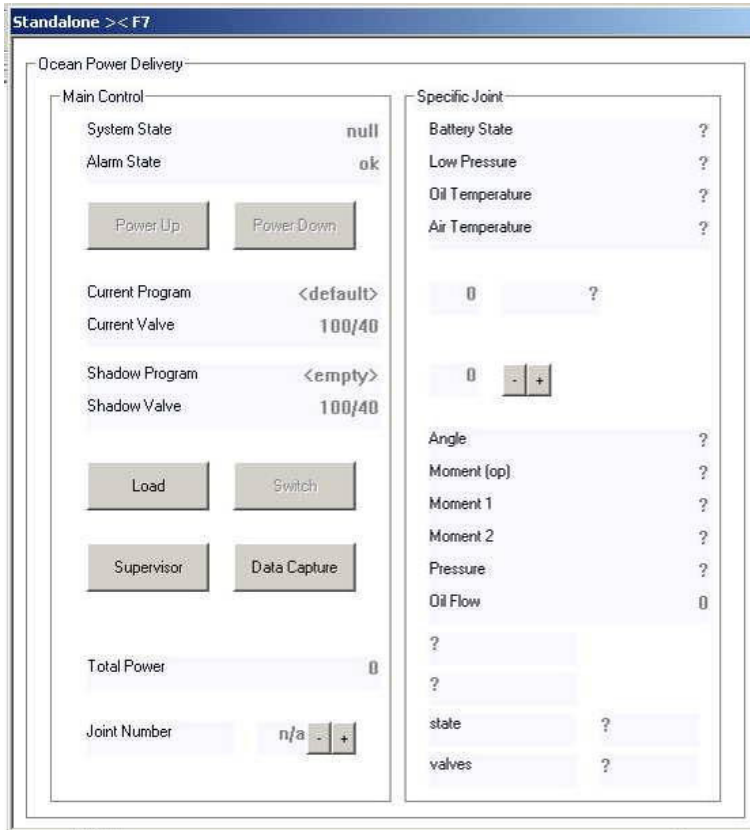 Standalone >< F7
Ocean Power Delivery
Main Control
System State null
Alarm State ok
Power Up Power Down
Current Program <default>
Current Valve 100/40
Shadow Program <empty>
Shadow Valve 100/40
Load Switch
Supervisor Data Capture
Total Power 0
Joint Number n/a - +
Specific Joint
Battery State ?
Low Pressure ?
Oil Temperature ?
Air Temperature ?
0 ?
0 - +
Angle ?
Moment (op) ?
Moment 1 ?
Moment 2 ?
Pressure ?
Oil Flow 0
?
?
state ?
valves ?